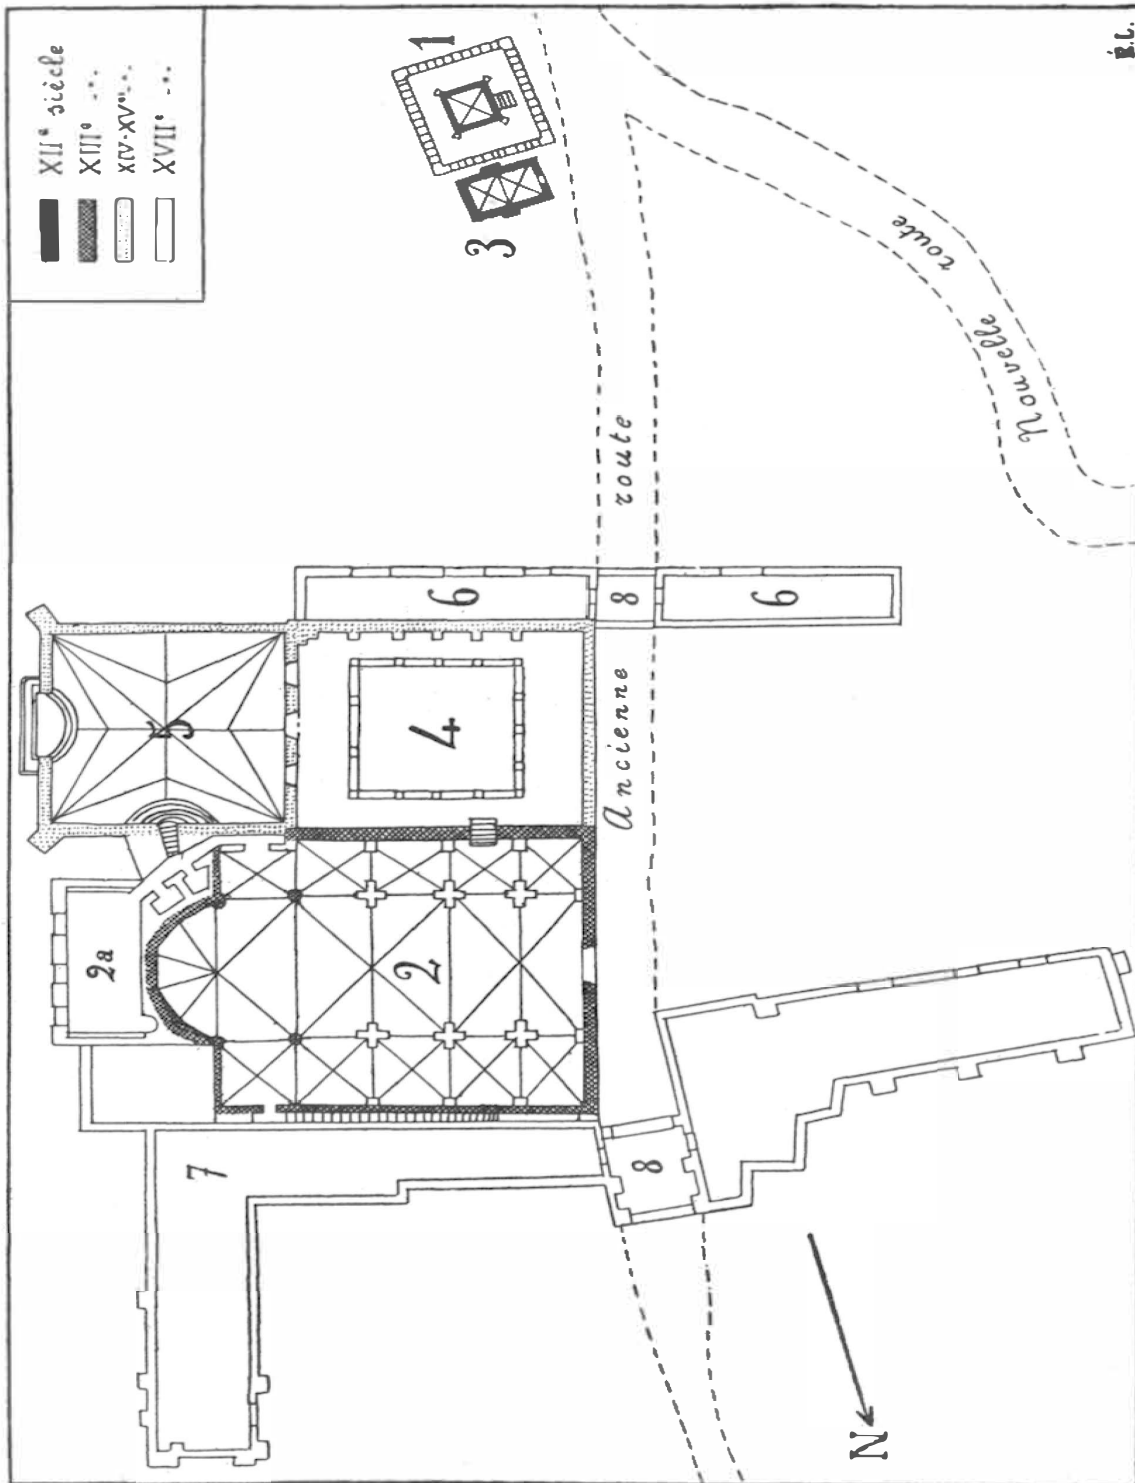 XIIᵉ siècle
XIIIᵉ -"-
XIV-XVᵉ -"-
XVIIᵉ -"-
1
3
Nouvelle route
Ancienne route
6
8
6
5
4
2a
2
7
8
N
B.L.